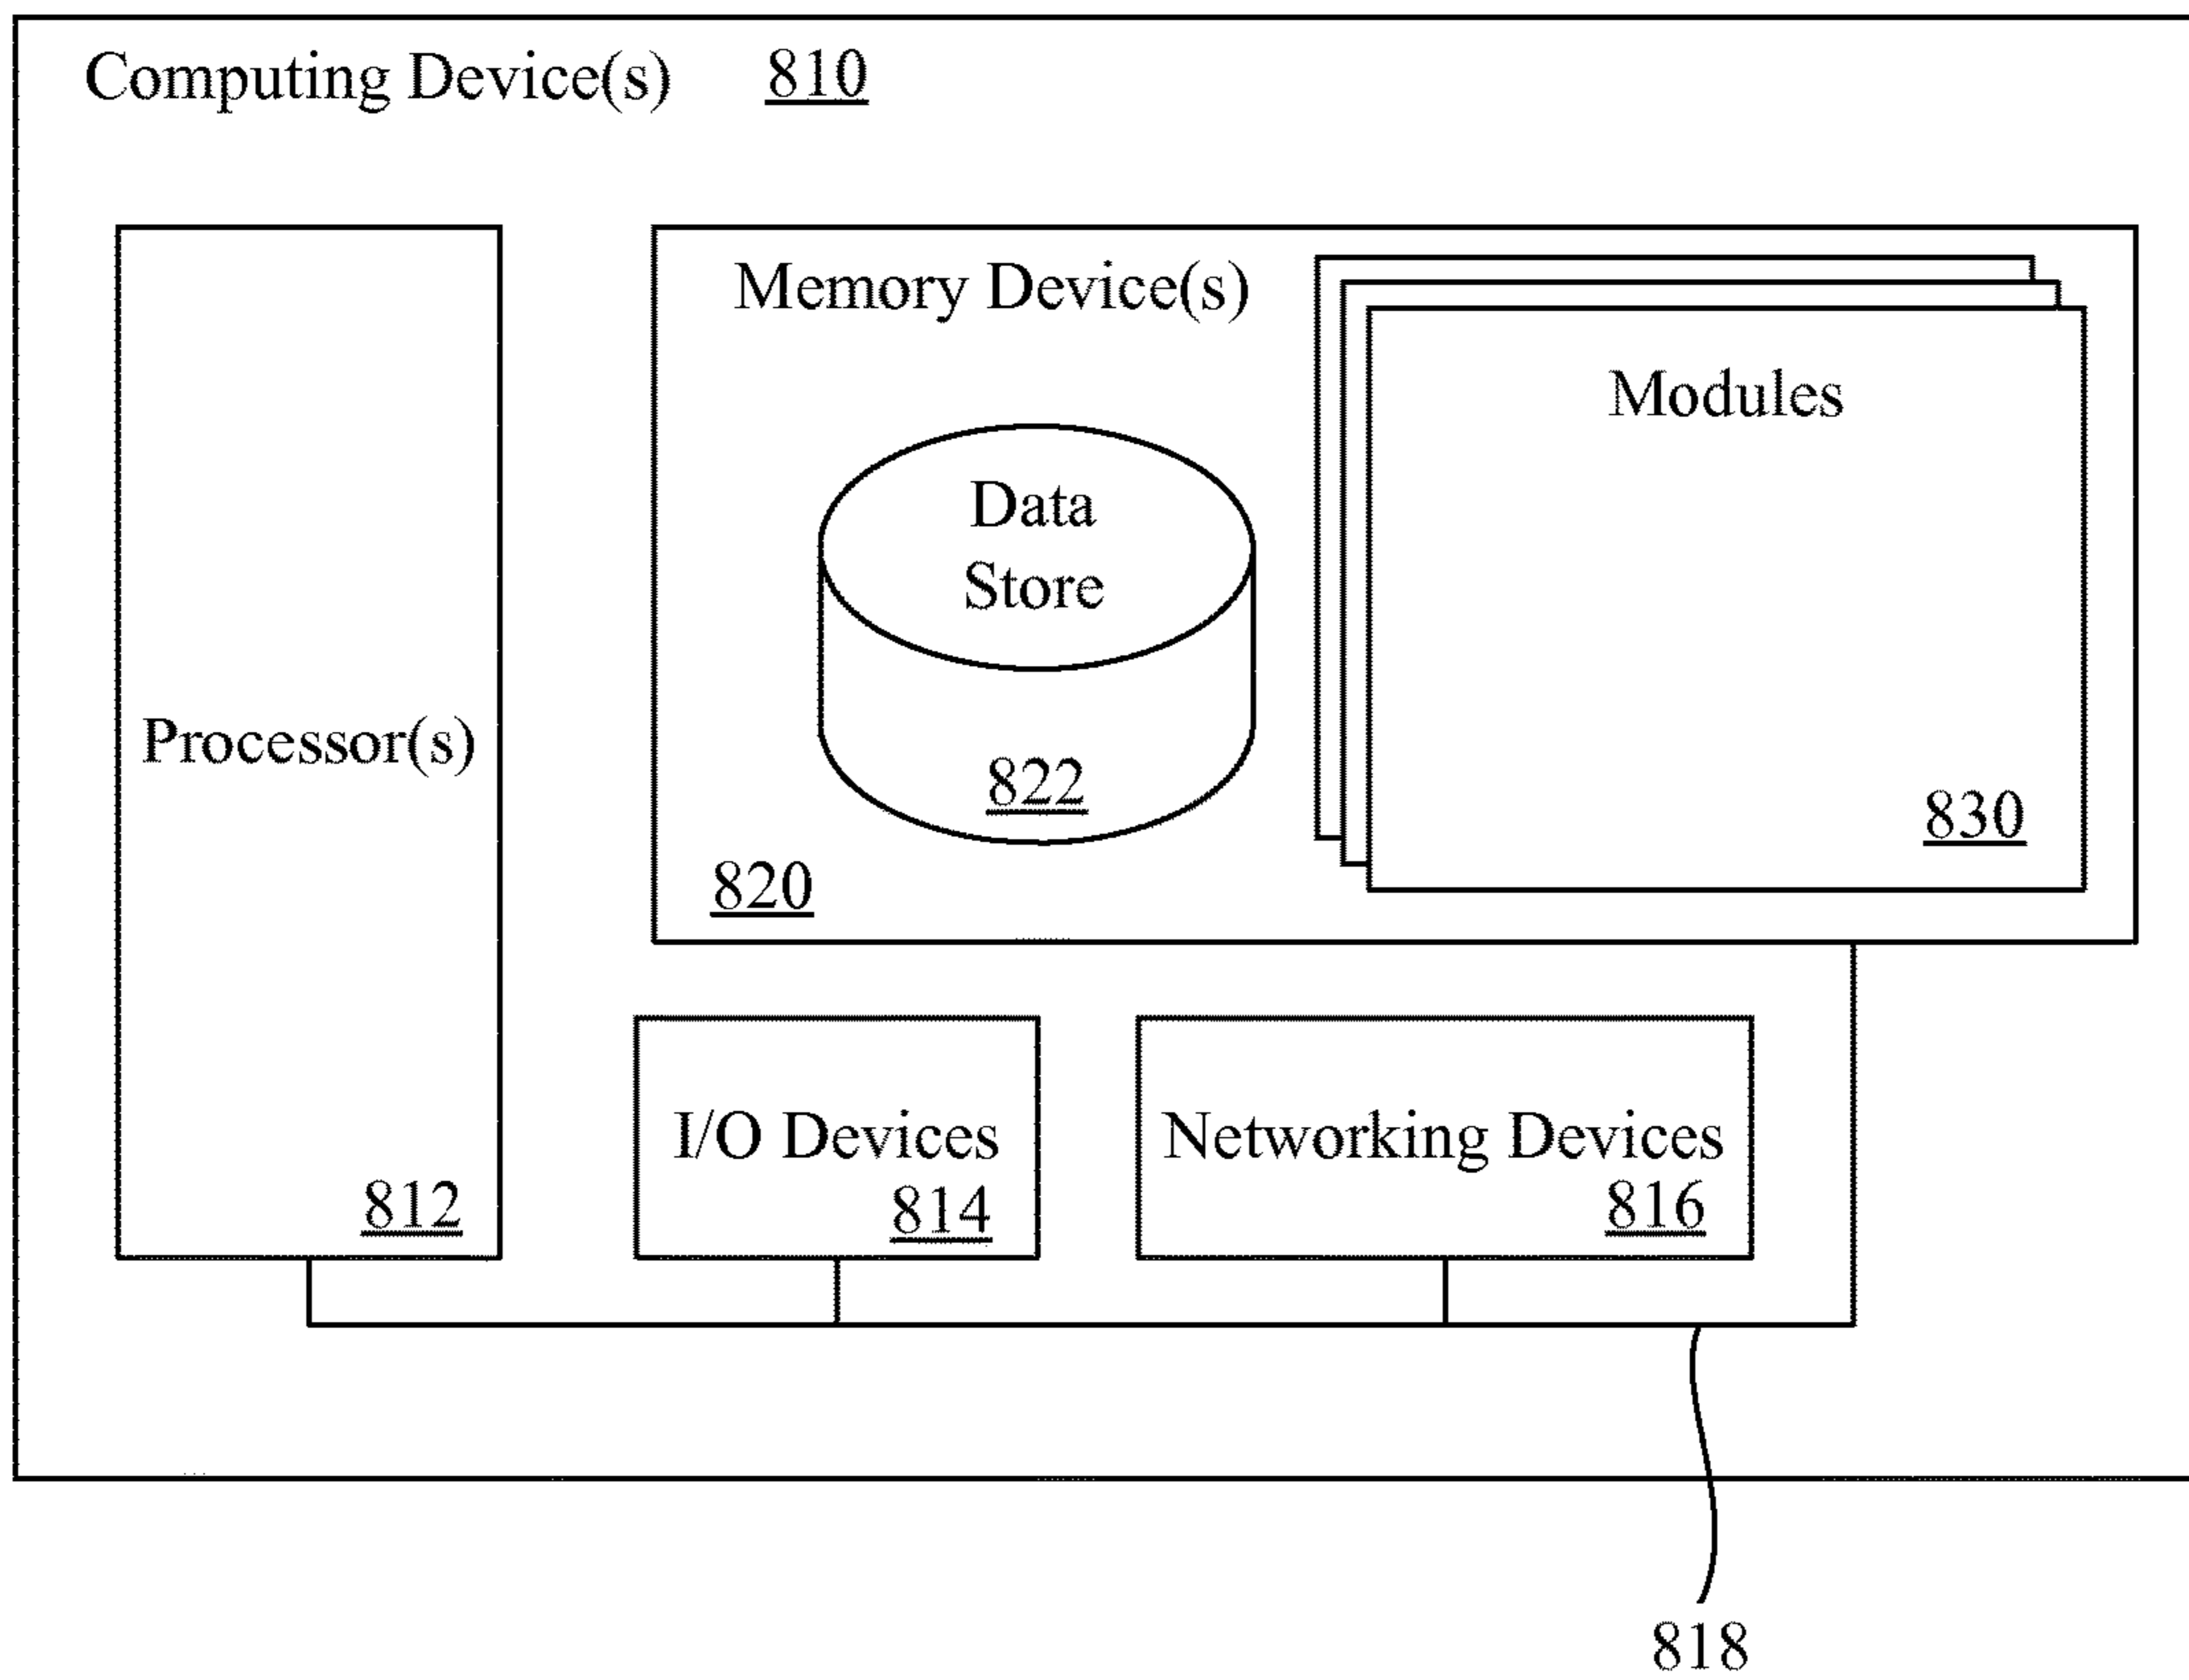 Computing Device(s) 810
Memory Device(s)
Modules
Data
Store
Processor(s)
822
830
820
I/O Devices
Networking Devices
812
814
816
818